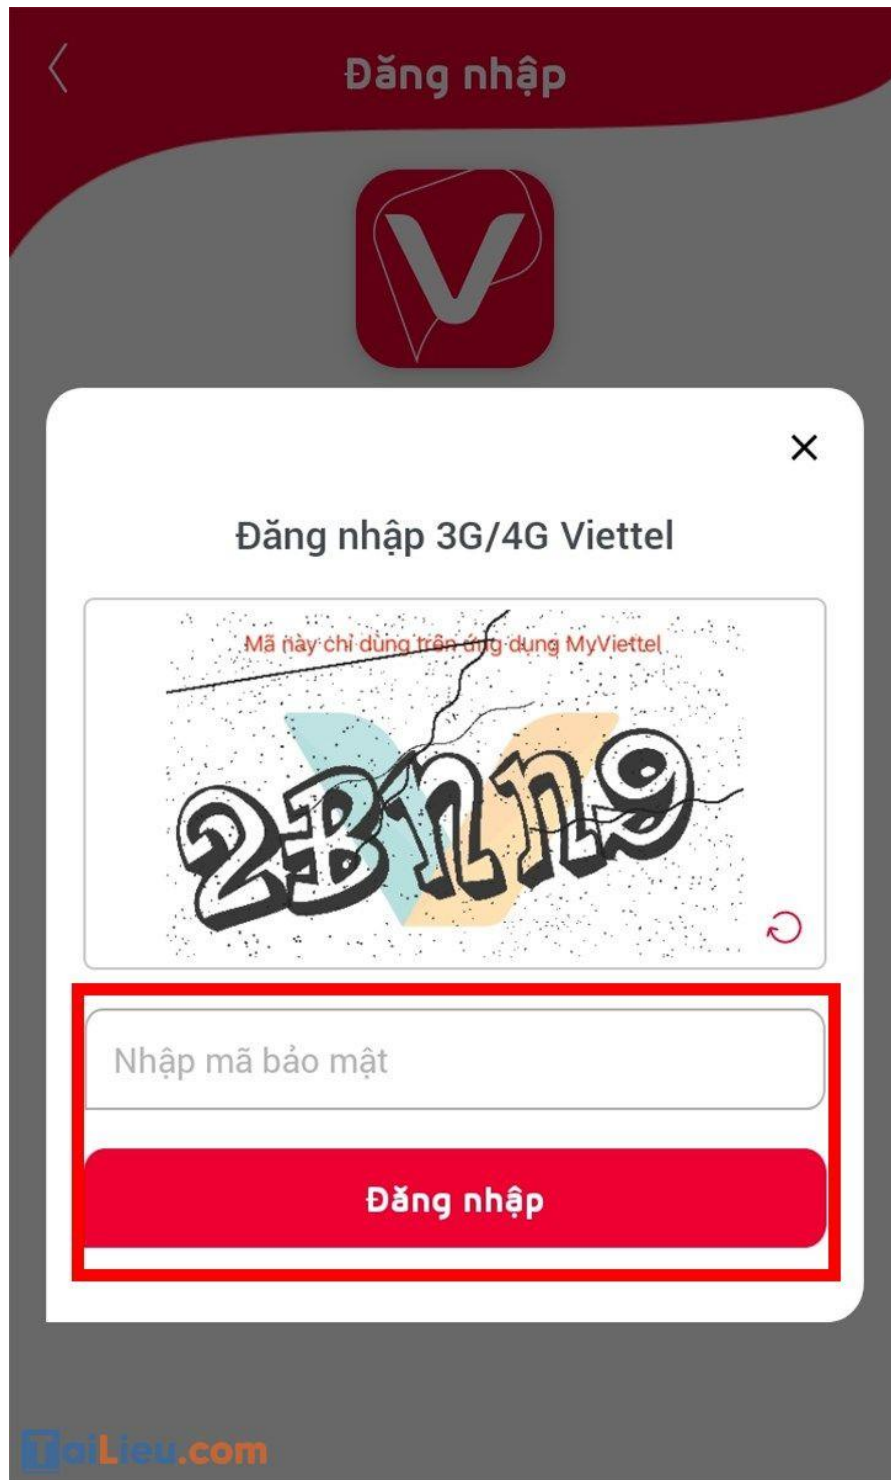 Đăng nhập
Đăng nhập 3G/4G Viettel
Mã này chỉ dùng trên ứng dụng MyViettel
2Bnn9
Nhập mã bảo mật
Đăng nhập
TaiLieu.com